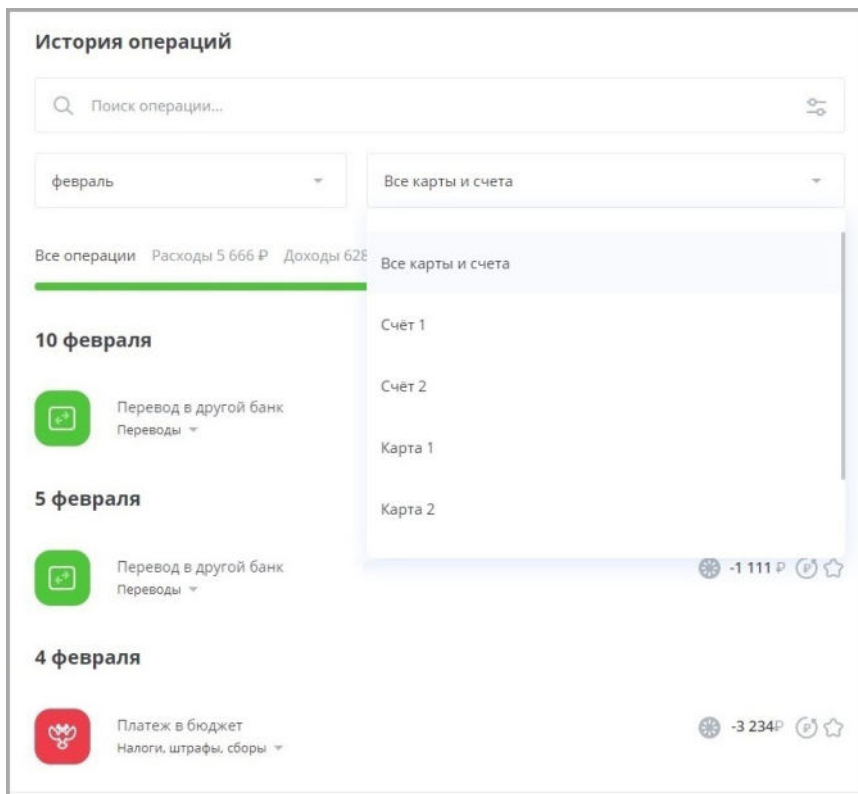 История операций
Поиск операции...
февраль
Все карты и счета
Все операции Расходы 5 666 ₽ Доходы 628
Все карты и счета
Счёт 1
Счёт 2
Карта 1
Карта 2
10 февраля
Перевод в другой банк
Переводы
5 февраля
Перевод в другой банк
-1 111 ₽
Переводы
4 февраля
Платеж в бюджет
-3 234₽
Налоги, штрафы, сборы